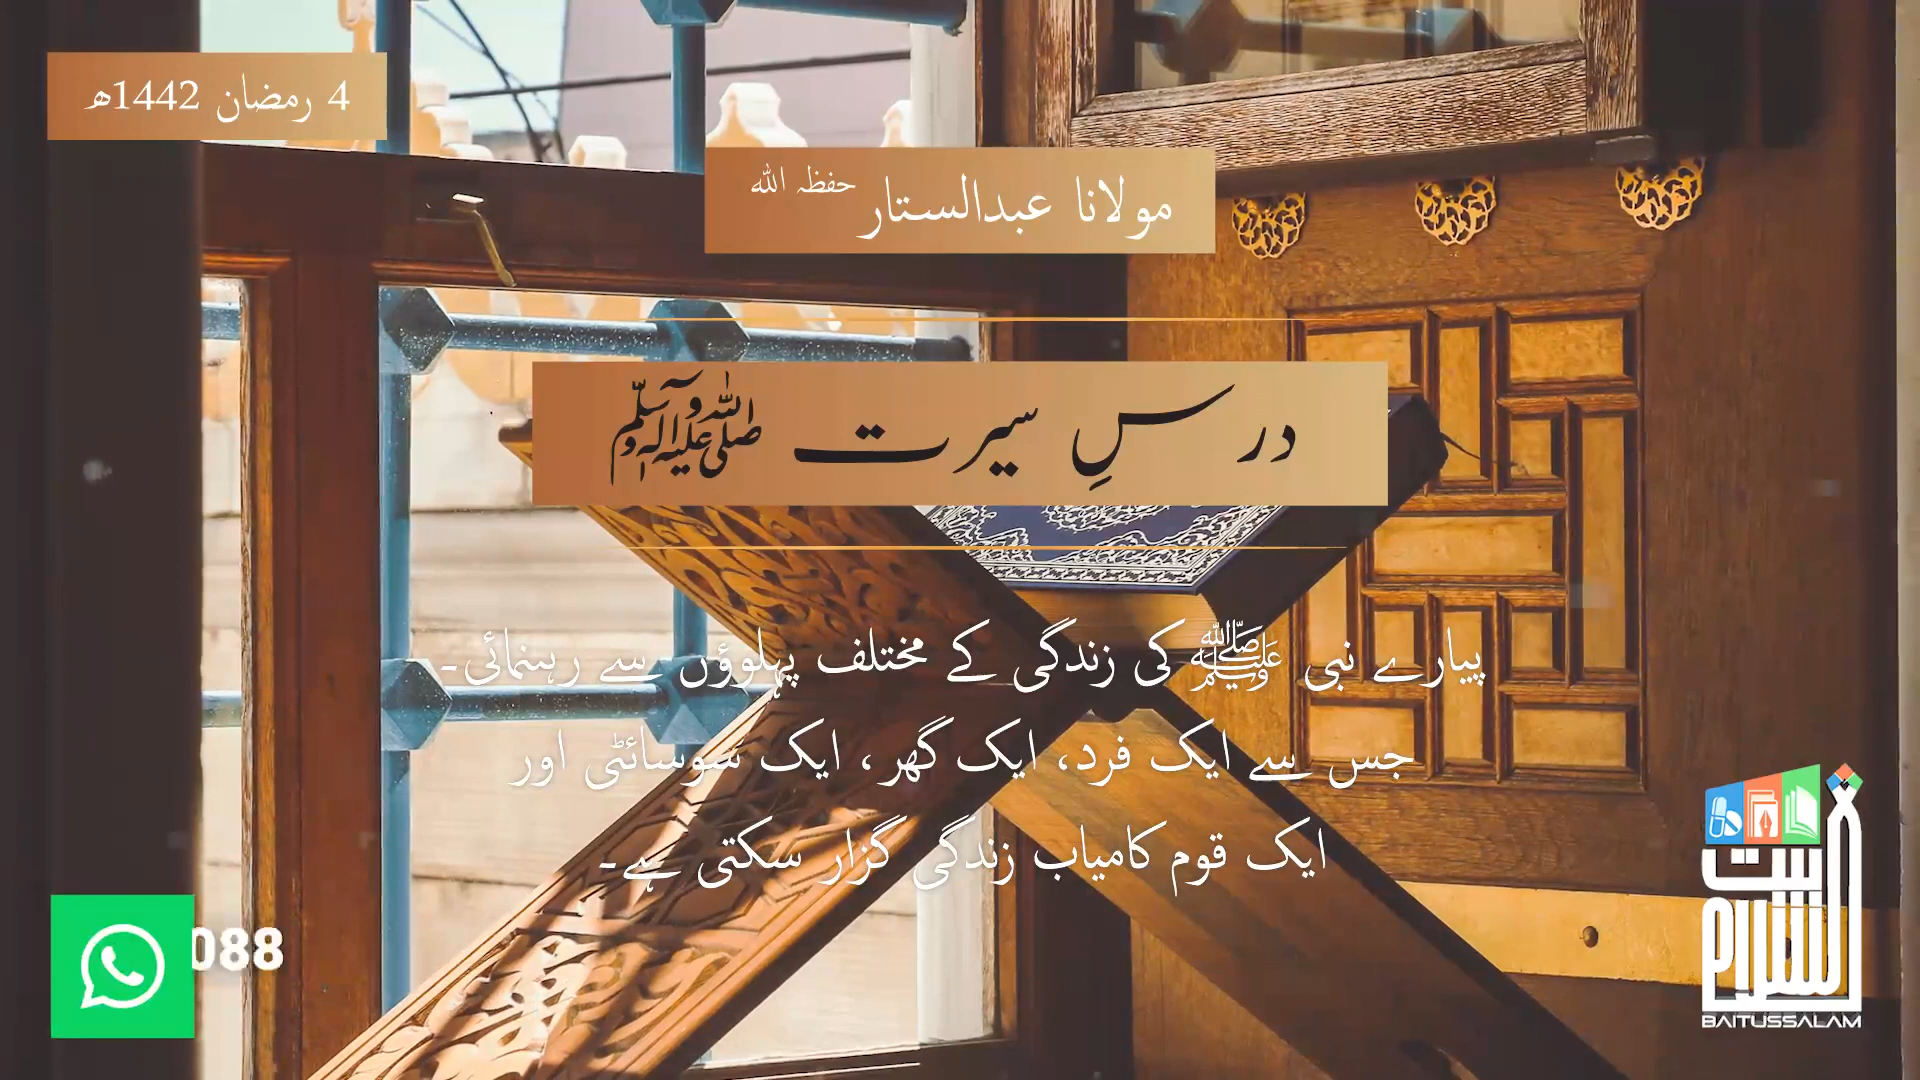 4 رمضان 1442ھ
مولانا عبدالستار حفظہ اللہ
درسِ سیرت صلی اللہ علیہ وآلہ وسلم
پیارے نبی ﷺ کی زندگی کے مختلف پہلوؤں سے رہنمائی۔
جس سے ایک فرد، ایک گھر، ایک سوسائٹی اور
ایک قوم کامیاب زندگی گزار سکتی ہے۔
088
بیت السلام
BAITUSSALAM